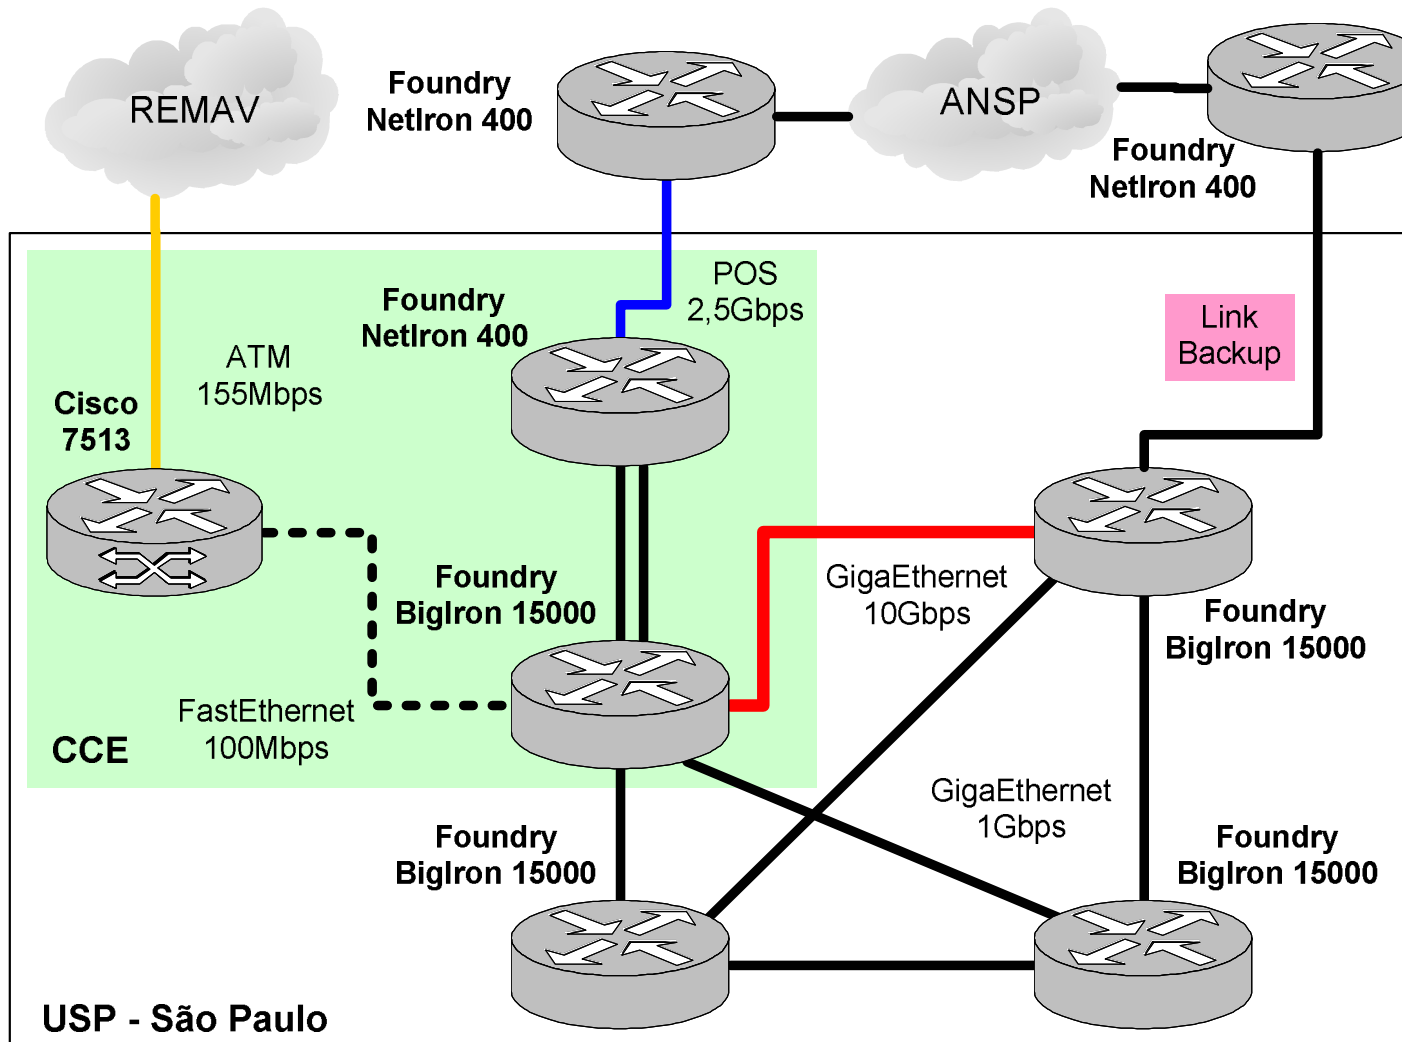 REMAV
Foundry
NetIron 400
ANSP
Foundry
NetIron 400
POS
2,5Gbps
Foundry
NetIron 400
Link
Backup
ATM
155Mbps
Cisco
7513
Foundry
BigIron 15000
GigaEthernet
10Gbps
Foundry
BigIron 15000
FastEthernet
100Mbps
CCE
GigaEthernet
1Gbps
Foundry
BigIron 15000
Foundry
BigIron 15000
USP - São Paulo